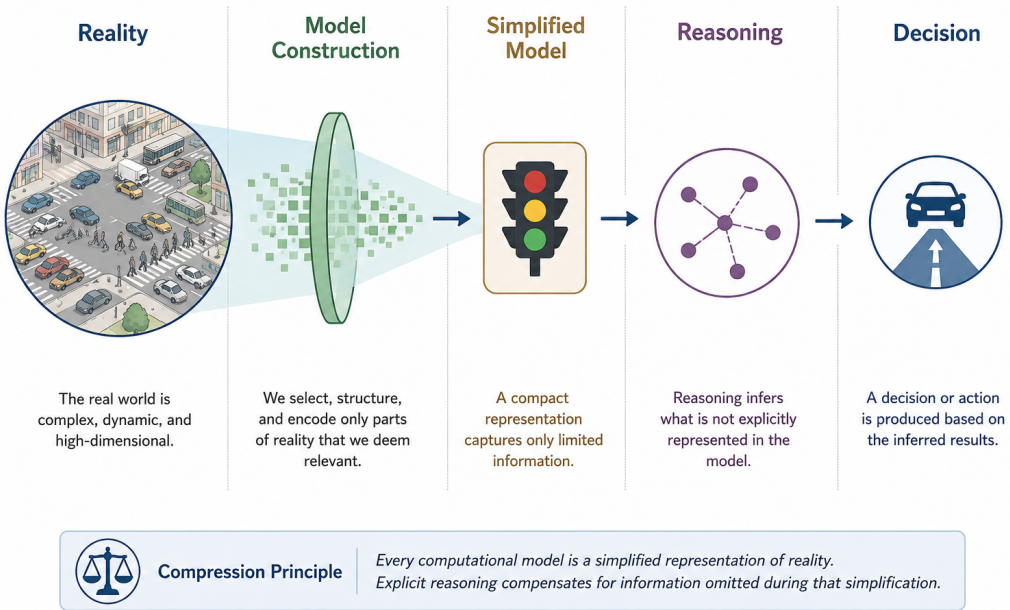 Reality
Model
Construction
Simplified
Model
Reasoning
Decision
The real world is
complex, dynamic, and
high-dimensional.
We select, structure,
and encode only parts
of reality that we deem
relevant.
A compact
representation
captures only limited
information.
Reasoning infers
what is not explicitly
represented in the
model.
A decision or action
is produced based on
the inferred results.
Compression Principle
Every computational model is a simplified representation of reality.
Explicit reasoning compensates for information omitted during that simplification.